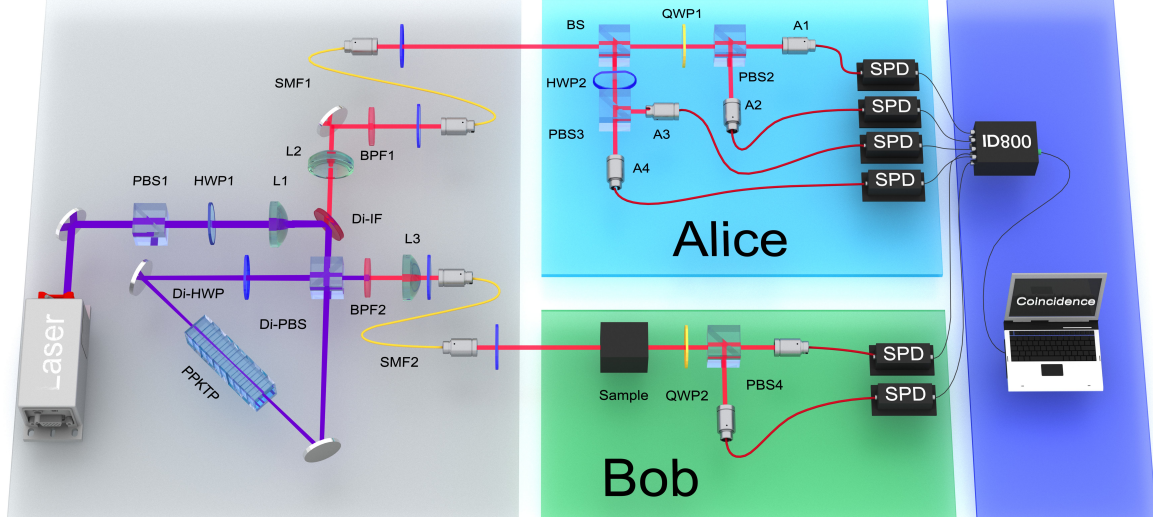 BS
QWP1
A1
SPD
SMF1
HWP2
PBS2
A2
SPD
PBS3
A3
ID800
L2
BPF1
SPD
A4
SPD
PBS1
HWP1
L1
Di-IF
Alice
L3
Di-HWP
BPF2
Di-PBS
Coincidence
Laser
SMF2
SPD
PPKTP
Sample
QWP2
PBS4
SPD
Bob